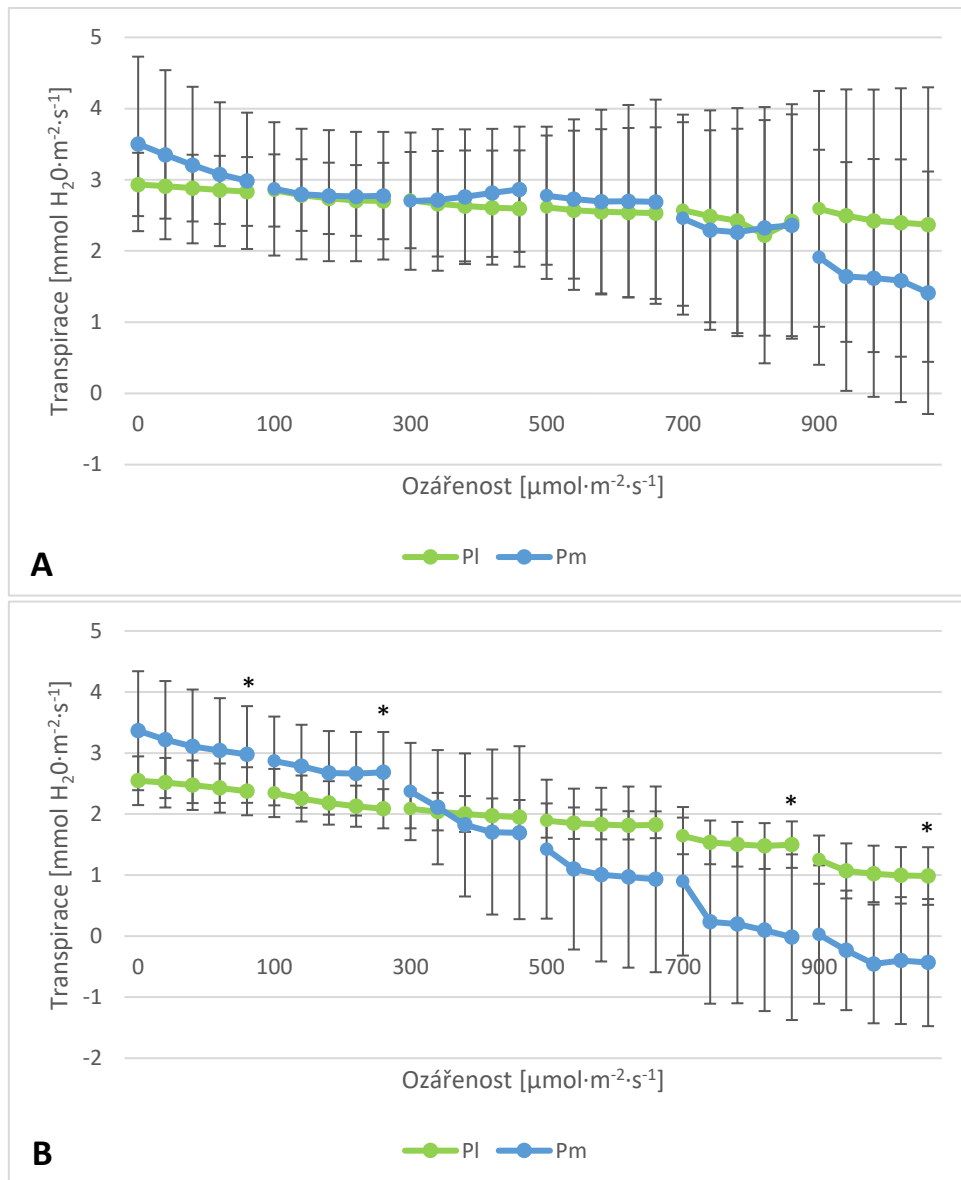 5
4
3
2
1
0
-1
Transpirace [mmol H₂0·m⁻²·s⁻¹]
0 100 300 500 700 900
Ozářenost [µmol·m⁻²·s⁻¹]
Pl Pm
A
5
4
3
2
1
0
-1
-2
Transpirace [mmol H₂0·m⁻²·s⁻¹]
* * * *
0 100 300 500 700 900
Ozářenost [µmol·m⁻²·s⁻¹]
Pl Pm
B